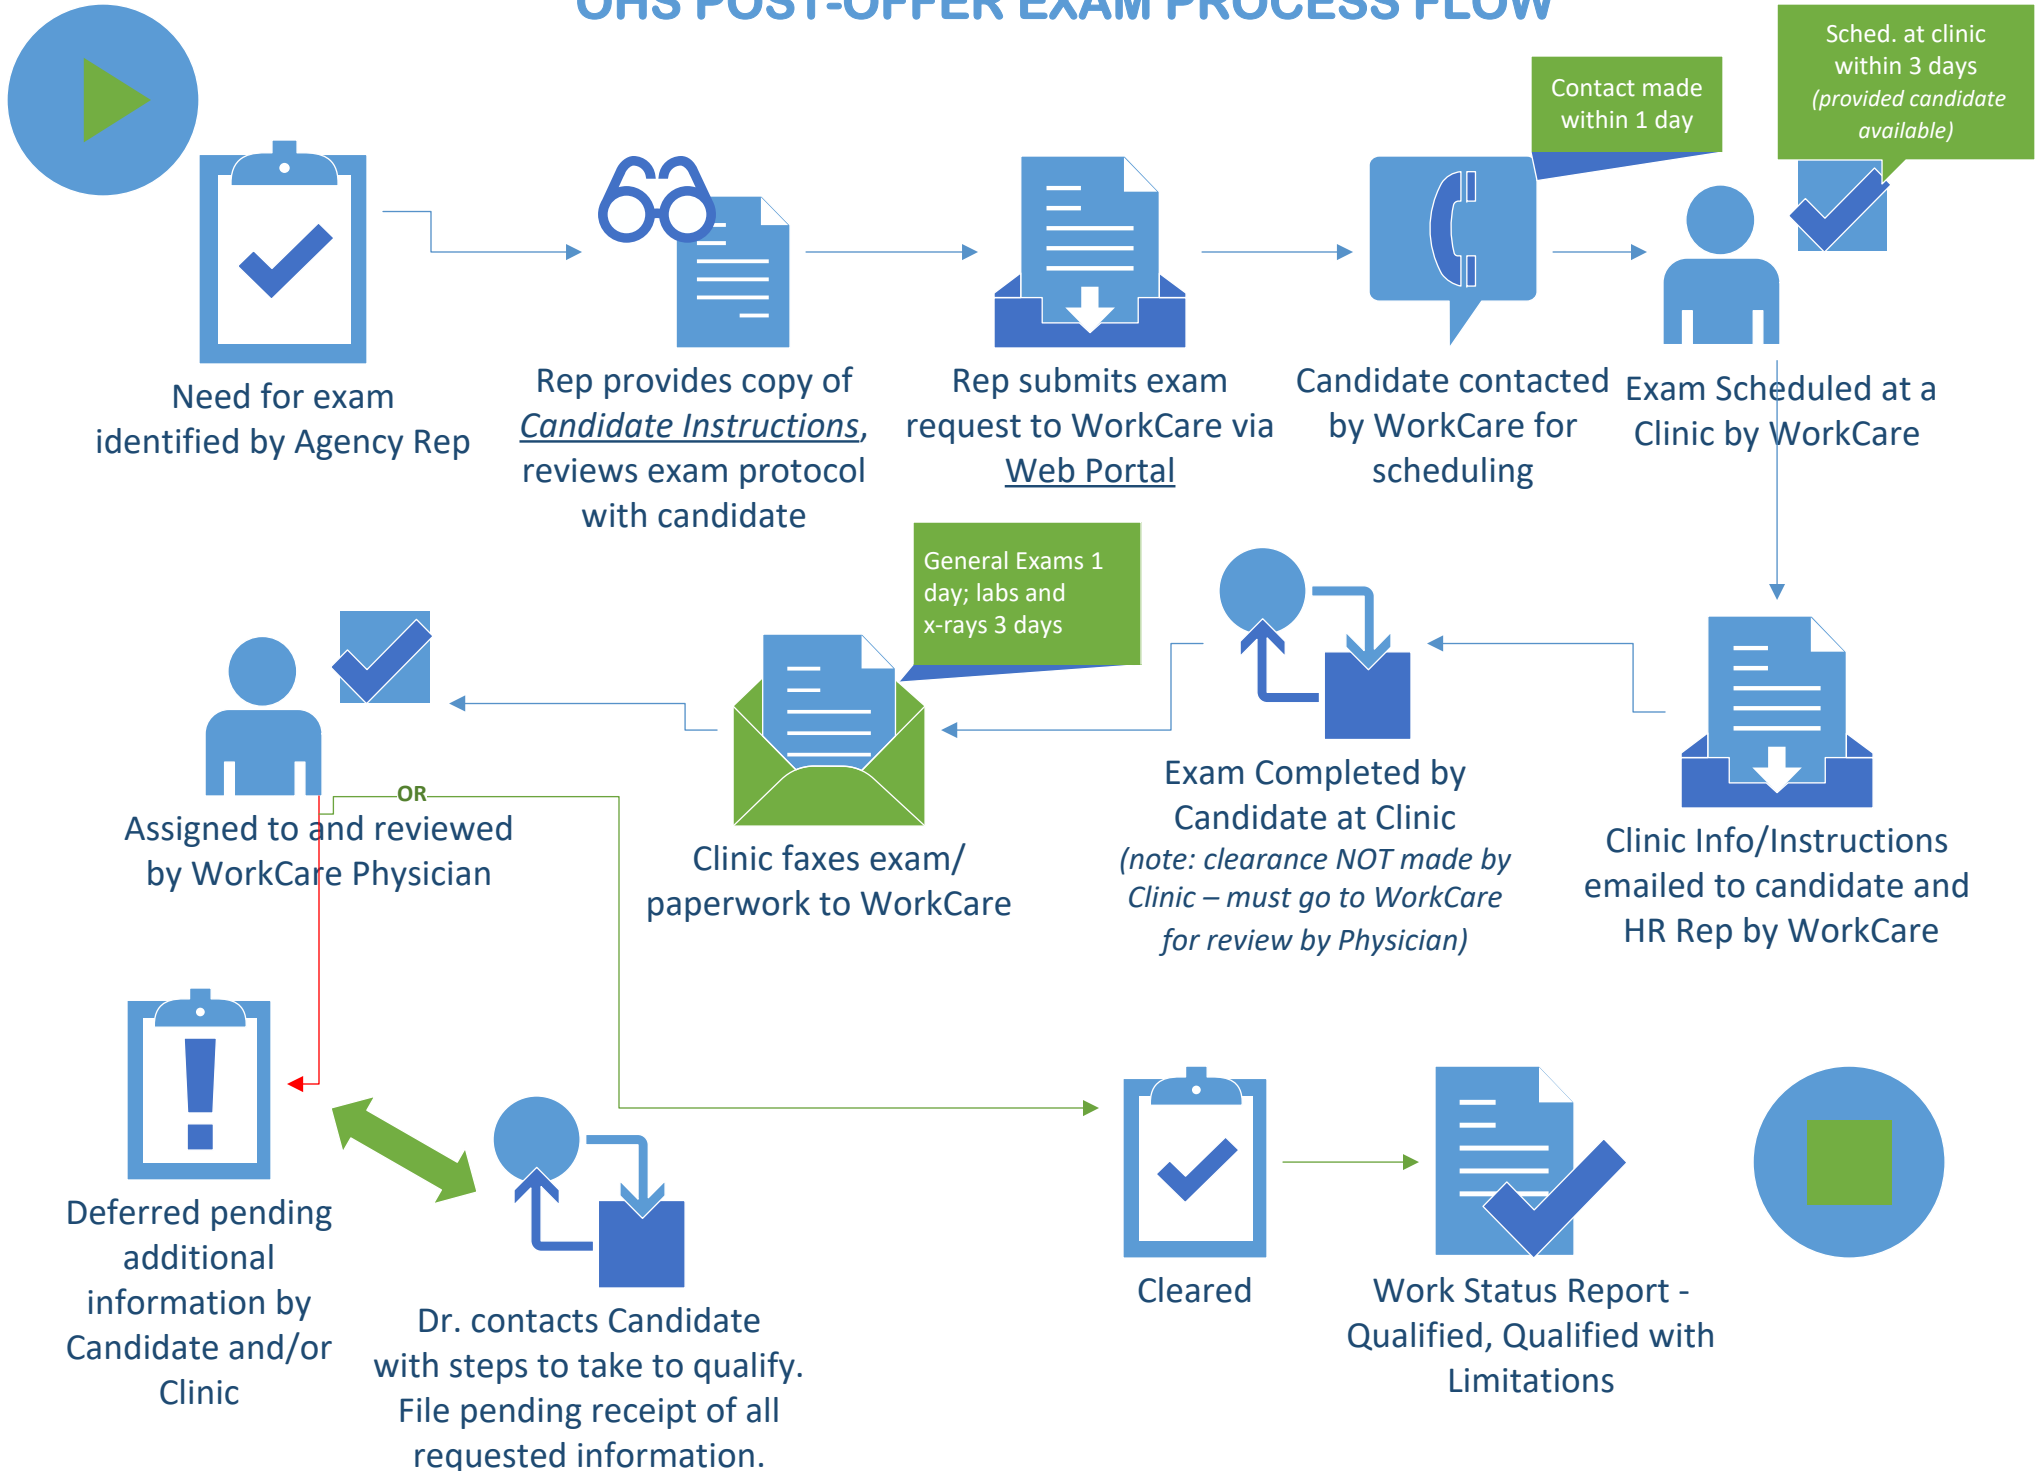 OHS POST-OFFER EXAM PROCESS FLOW
Sched. at clinic
within 3 days
(provided candidate
available)
Contact made
within 1 day
Need for exam
identified by Agency Rep
Rep provides copy of
Candidate Instructions,
reviews exam protocol
with candidate
Rep submits exam
request to WorkCare via
Web Portal
Candidate contacted
by WorkCare for
scheduling
Exam Scheduled at a
Clinic by WorkCare
General Exams 1
day; labs and
x-rays 3 days
Assigned to and reviewed
by WorkCare Physician
OR
Clinic faxes exam/
paperwork to WorkCare
Exam Completed by
Candidate at Clinic
(note: clearance NOT made by
Clinic – must go to WorkCare
for review by Physician)
Clinic Info/Instructions
emailed to candidate and
HR Rep by WorkCare
Deferred pending
additional
information by
Candidate and/or
Clinic
Dr. contacts Candidate
with steps to take to qualify.
File pending receipt of all
requested information.
Cleared
Work Status Report -
Qualified, Qualified with
Limitations